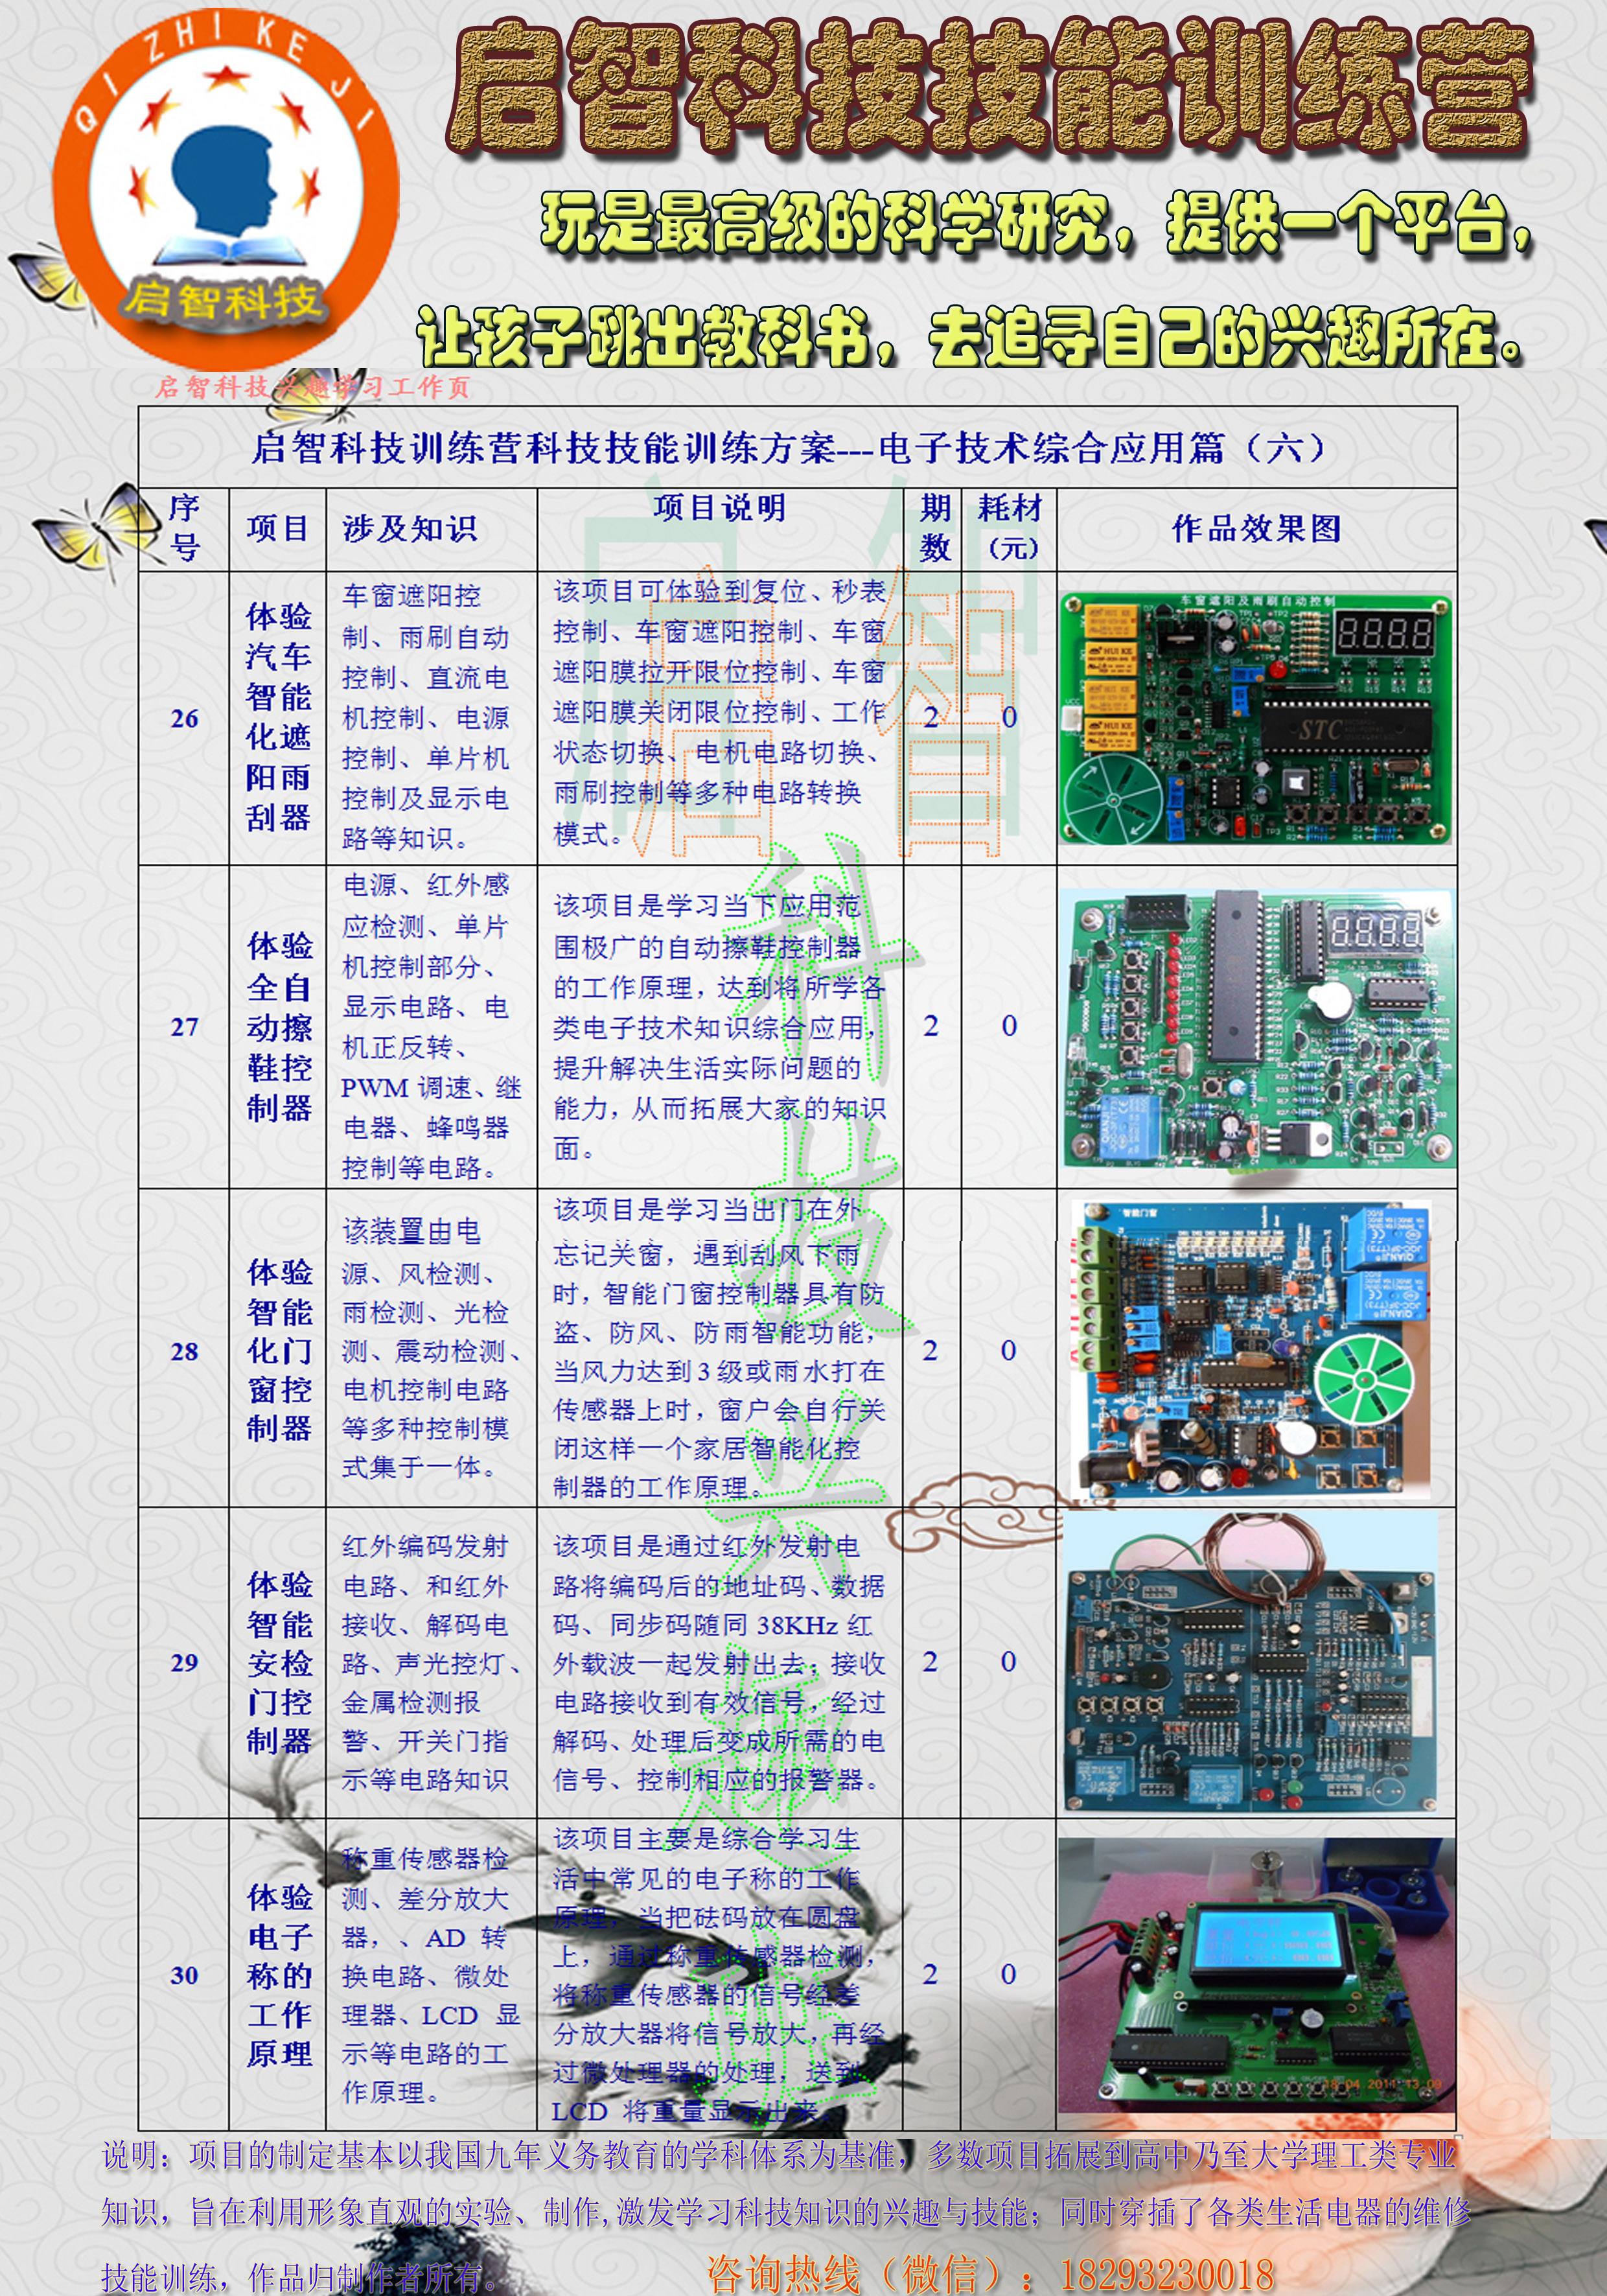 QI ZHI KE JI
启智科技
启智科技技能训练营
玩是最高级的科学研究，提供一个平台，
让孩子跳出教科书，去追寻自己的兴趣所在。
启智科技兴趣学习工作页
启智科技训练营科技技能训练方案---电子技术综合应用篇（六）
序号
项目
涉及知识
项目说明
期数
耗材（元）
作品效果图
26
体验
汽车
智能
化遮
阳雨
刮器
车窗遮阳控
制、雨刷自动
控制、直流电
机控制、电源
控制、单片机
控制及显示电
路等知识。
该项目可体验到复位、秒表
控制、车窗遮阳控制、车窗
遮阳膜拉开限位控制、车窗
遮阳膜关闭限位控制、工作
状态切换、电机电路切换、
雨刷控制等多种电路转换
模式。
2
0
车窗遮阳及雨刷自动控制
HUI KE
STC
27
体验
全自
动擦
鞋控
制器
电源、红外感
应检测、单片
机控制部分、
显示电路、电
机正反转、
PWM 调速、继
电器、蜂鸣器
控制等电路。
该项目是学习当下应用范
围极广的自动擦鞋控制器
的工作原理，达到将所学各
类电子技术知识综合应用，
提升解决生活实际问题的
能力，从而拓展大家的知识
面。
2
0
28
体验
智能
化门
窗控
制器
该装置由电
源、风检测、
雨检测、光检
测、震动检测、
电机控制电路
等多种控制模
式集于一体。
该项目是学习当出门在外
忘记关窗，遇到刮风下雨
时，智能门窗控制器具有防
盗、防风、防雨智能功能，
当风力达到 3 级或雨水打在
传感器上时，窗户会自行关
闭这样一个家居智能化控
制器的工作原理。
2
0
智能门窗
29
体验
智能
安检
门控
制器
红外编码发射
电路、和红外
接收、解码电
路、声光控灯、
金属检测报
警、开关门指
示等电路知识
该项目是通过红外发射电
路将编码后的地址码、数据
码、同步码随同 38KHz 红
外载波一起发射出去；接收
电路接收到有效信号，经过
解码、处理后变成所需的电
信号、控制相应的报警器。
2
0
30
体验
电子
称的
工作
原理
称重传感器检
测、差分放大
器，、AD 转
换电路、微处
理器、LCD 显
示等电路的工
作原理。
该项目主要是综合学习生
活中常见的电子称的工作
原理，当把砝码放在圆盘
上，通过称重传感器检测，
将称重传感器的信号经差
分放大器将信号放大，再经
过微处理器的处理，送到
LCD 将重量显示出来。
2
0
18 04 2011 13 09
启智
启智
科技兴趣班
说明：项目的制定基本以我国九年义务教育的学科体系为基准，多数项目拓展到高中乃至大学理工类专业
知识，旨在利用形象直观的实验、制作,激发学习科技知识的兴趣与技能；同时穿插了各类生活电器的维修
技能训练，作品归制作者所有。
咨询热线（微信）：18293230018